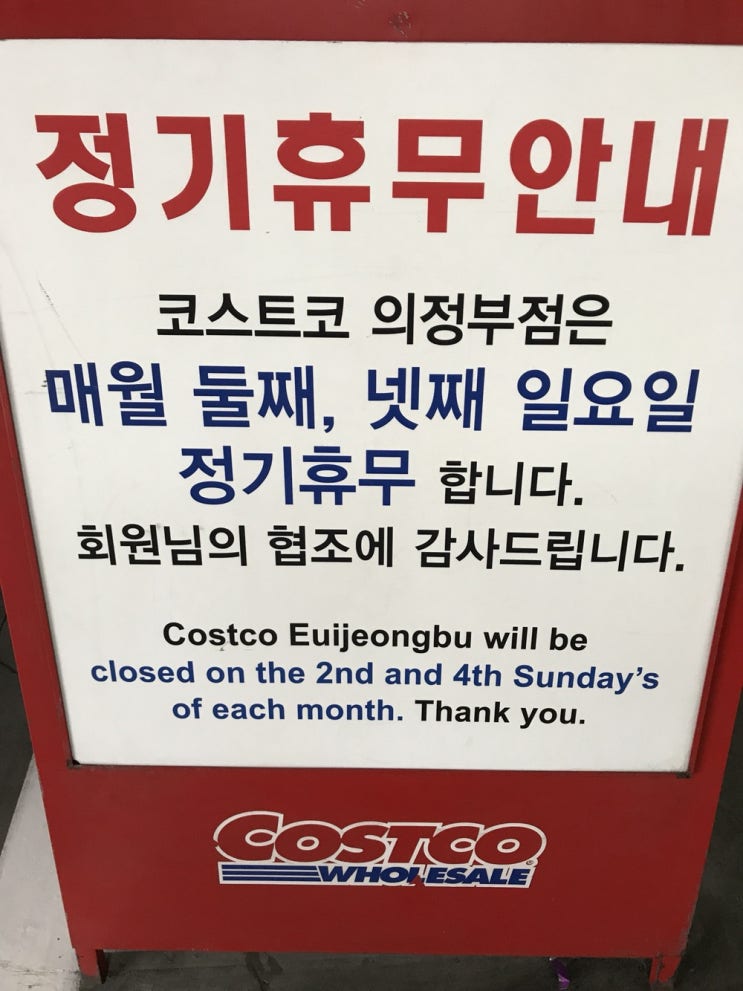 정기휴무안내
코스트코 의정부점은
매월 둘째, 넷째 일요일
정기휴무 합니다.
회원님의 협조에 감사드립니다.
Costco Euijeongbu will be
closed on the 2nd and 4th Sunday's
of each month. Thank you.
COSTCO
WHOLESALE